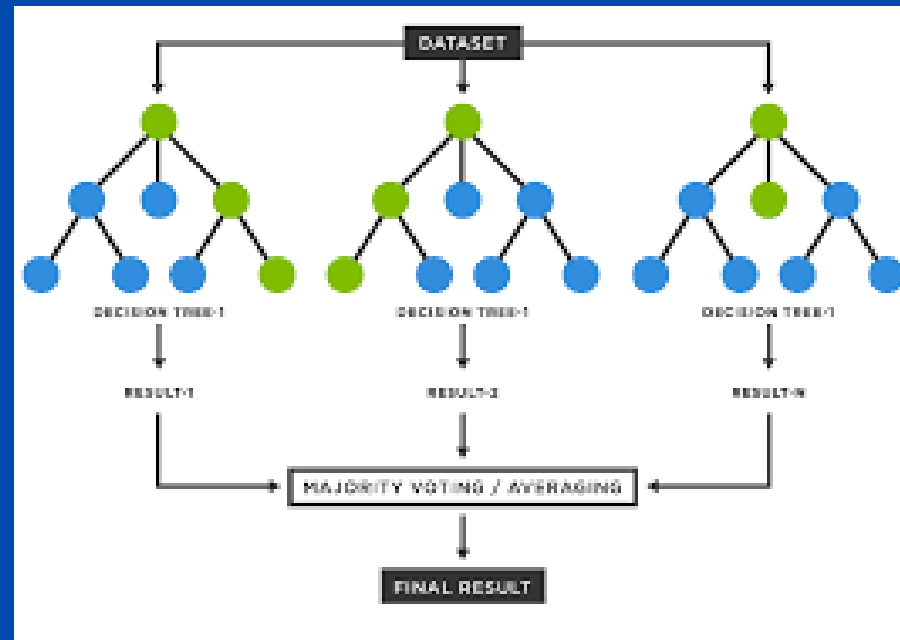 DATASET
DECISION TREE-1
DECISION TREE-1
DECISION TREE-1
RESULT-1
RESULT-2
RESULT-N
MAJORITY VOTING / AVERAGING
FINAL RESULT